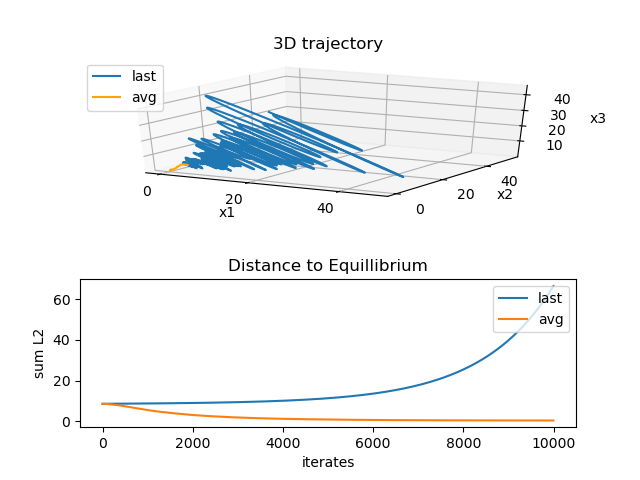 3D trajectory
last
avg
40
30
20
10
x3
0
20
40
x1
0
20
40
x2
Distance to Equillibrium
60
40
20
0
sum L2
last
avg
0
2000
4000
6000
8000
10000
iterates